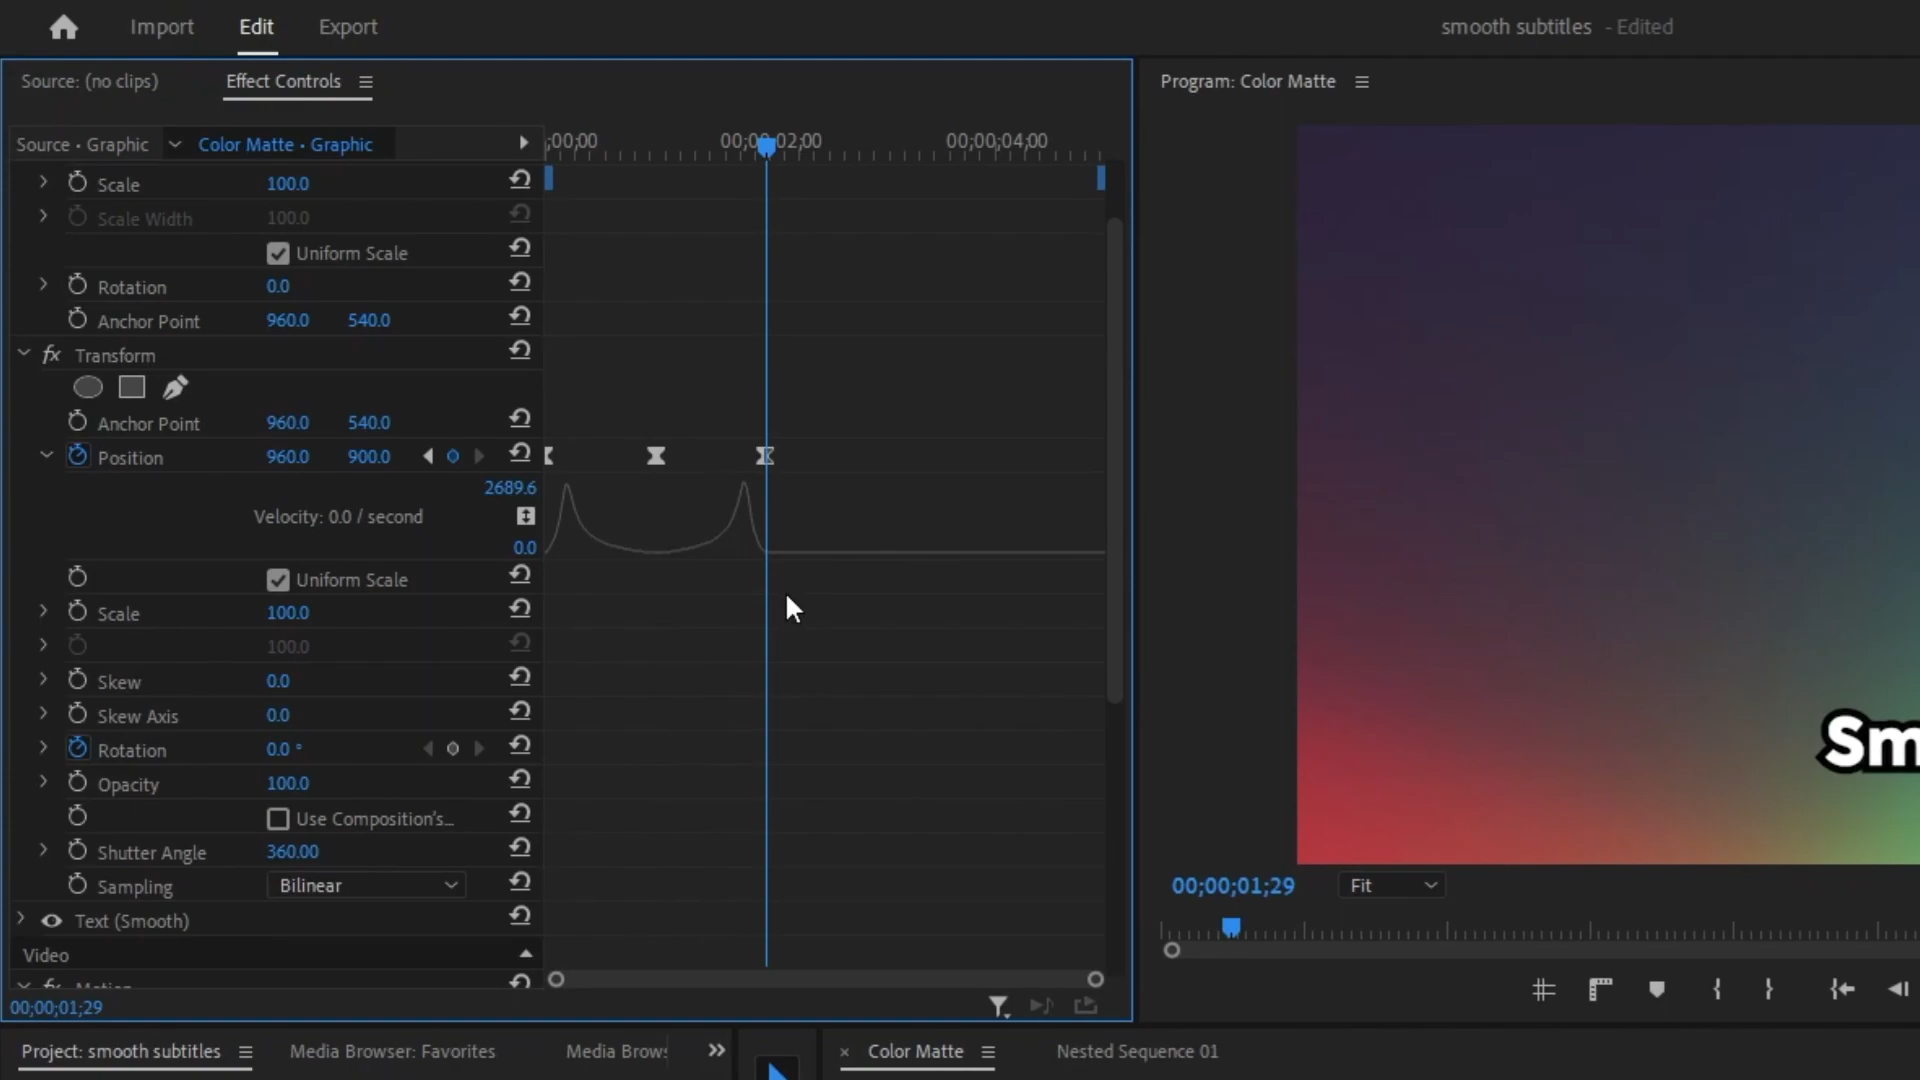 Import Edit Export
smooth subtitles - Edited
Source: (no clips) Effect Controls
Program: Color Matte
Source • Graphic Color Matte • Graphic
;00;00 00;00;02;00 00;00;04;00
Scale 100.0
Scale Width 100.0
Uniform Scale
Rotation 0.0
Anchor Point 960.0 540.0
fx Transform
Anchor Point 960.0 540.0
Position 960.0 900.0
2689.6
Velocity: 0.0 / second
0.0
Uniform Scale
Scale 100.0
100.0
Skew 0.0
Skew Axis 0.0
Rotation 0.0 °
Opacity 100.0
Use Composition's...
Shutter Angle 360.00
Sampling Bilinear
Text (Smooth)
Video
fx Motion
00;00;01;29
Sm
00;00;01;29 Fit
Project: smooth subtitles Media Browser: Favorites Media Brows
× Color Matte Nested Sequence 01